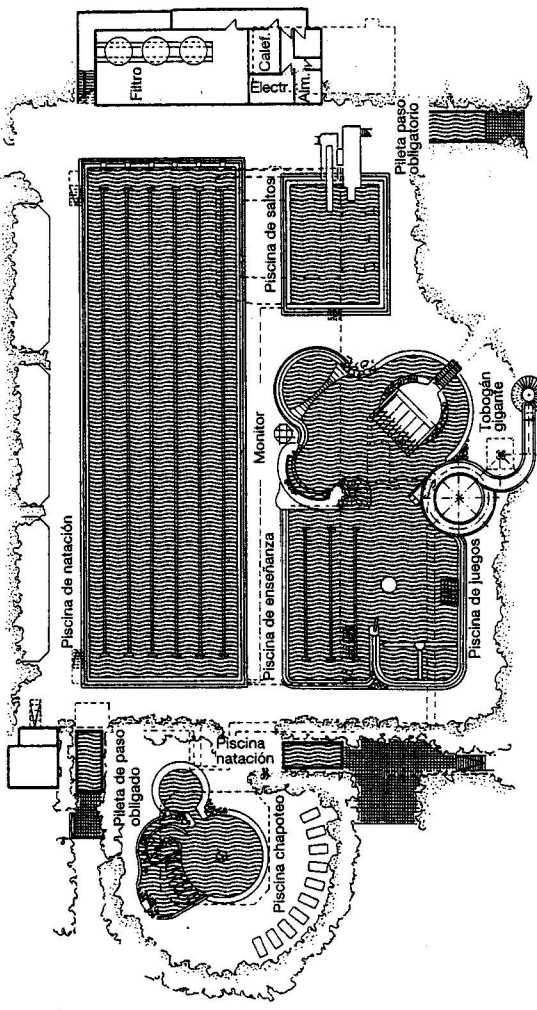 Filtro
Calef.
Electr.
Alm.
Pileta paso
obligatorio
Piscina de saltos
Piscina de natación
Monitor
Piscina de enseñanza
Tobogán
gigante
Piscina de juegos
Pileta de paso
obligado
Piscina
natación
Piscina chapoteo